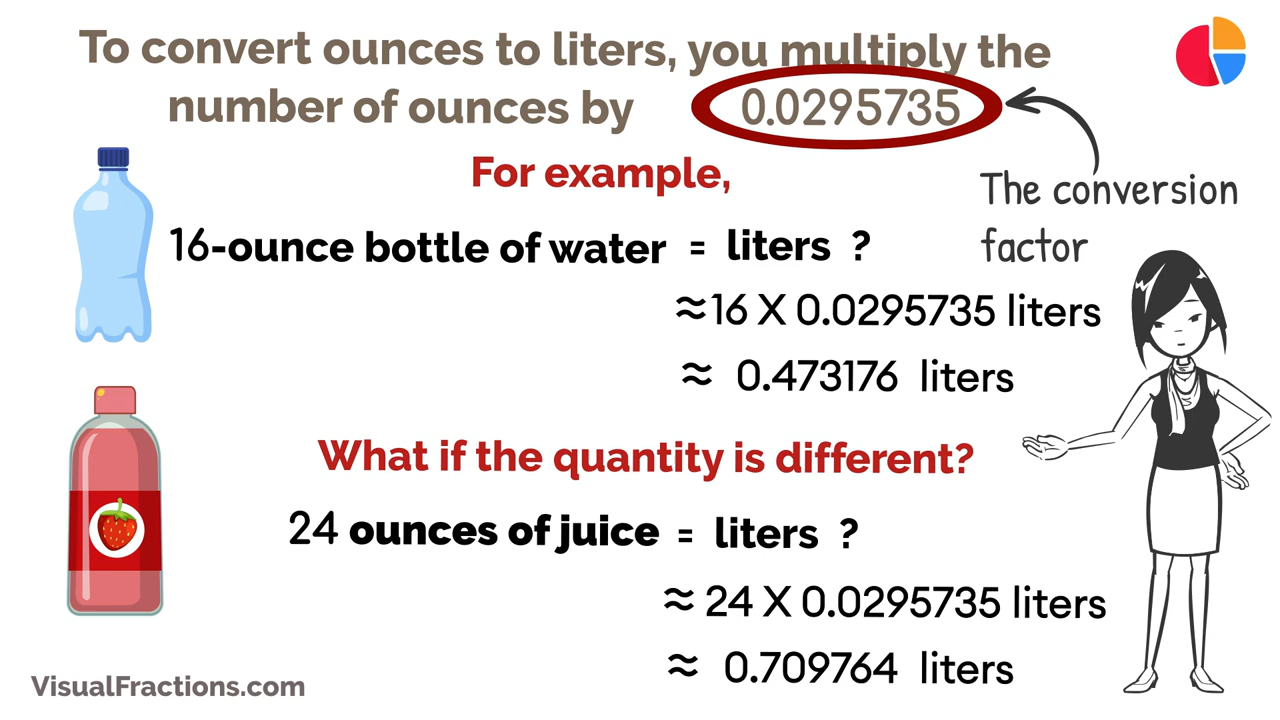 To convert ounces to liters, you multiply the
number of ounces by 0.0295735
The conversion
factor
For example,
16-ounce bottle of water = liters ?
≈16 X 0.0295735 liters
≈ 0.473176 liters
What if the quantity is different?
24 ounces of juice = liters ?
≈ 24 X 0.0295735 liters
≈ 0.709764 liters
VisualFractions.com